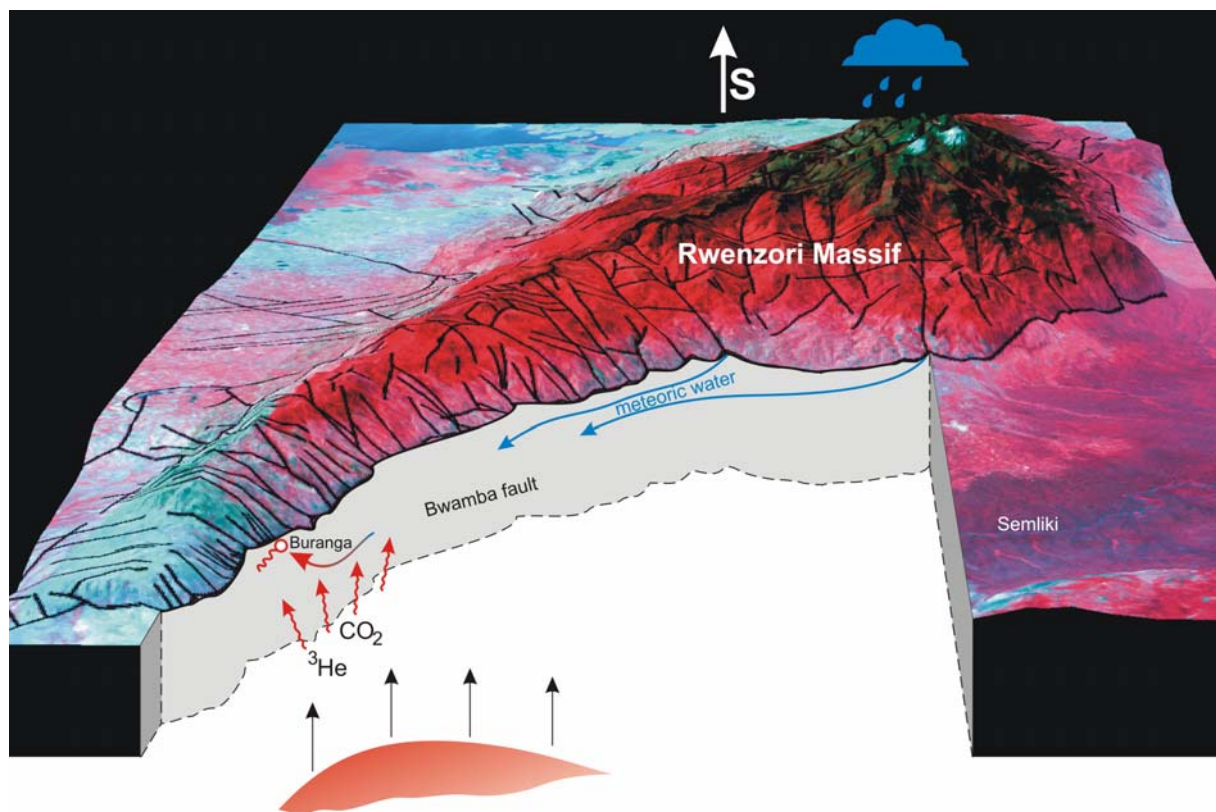 S
Rwenzori Massif
meteoric water
Bwamba fault
Semliki
Buranga
CO₂
³He